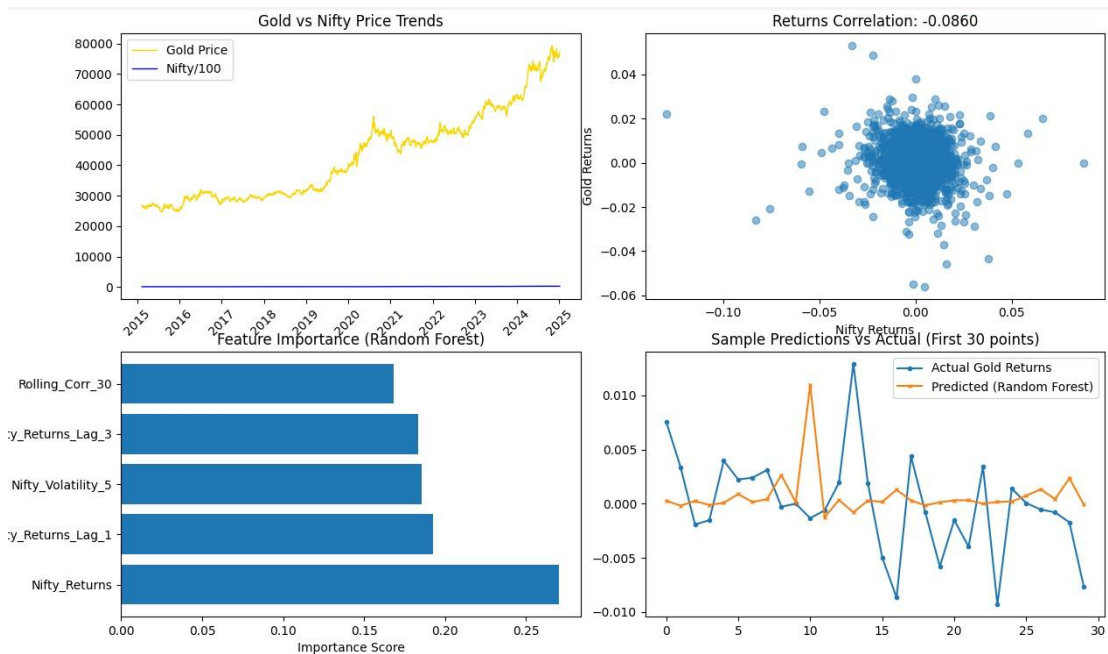 Gold vs Nifty Price Trends
Gold Price
Nifty/100
80000
70000
60000
50000
40000
30000
20000
10000
0
2015 2016 2017 2018 2019 2020 2021 2022 2023 2024 2025
Returns Correlation: -0.0860
Gold Returns
0.04
0.02
0.00
−0.02
−0.04
−0.06
−0.10 −0.05 0.00 0.05
Nifty Returns
Feature Importance (Random Forest)
Rolling_Corr_30
ty_Returns_Lag_3
Nifty_Volatility_5
ty_Returns_Lag_1
Nifty_Returns
0.00 0.05 0.10 0.15 0.20 0.25
Importance Score
Sample Predictions vs Actual (First 30 points)
Actual Gold Returns
Predicted (Random Forest)
0.010
0.005
0.000
−0.005
−0.010
0 5 10 15 20 25 30